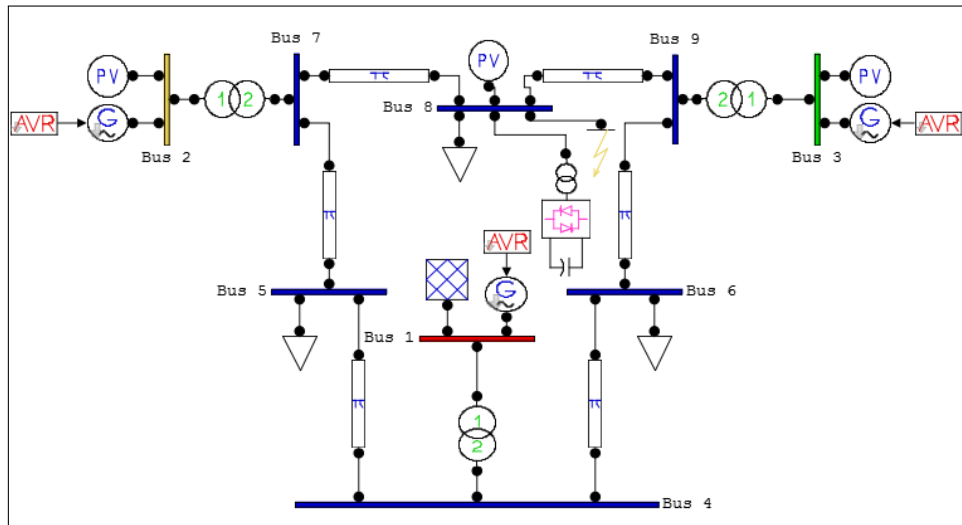 Bus 7
Bus 9
PV
PV
PV
1 2
2 1
Bus 8
AVR
G
G
AVR
Bus 2
Bus 3
π
π
π
π
AVR
G
Bus 5
Bus 6
Bus 1
π
π
1
2
Bus 4